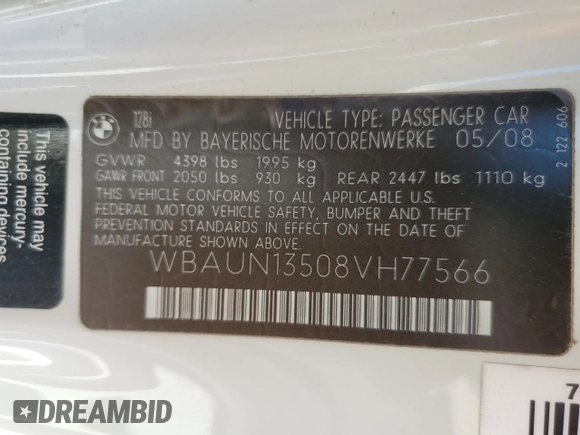 BMW
128i
VEHICLE TYPE: PASSENGER CAR
MFD BY BAYERISCHE MOTORENWERKE 05/08
GVWR 4398 lbs 1995 kg
GAWR FRONT 2050 lbs 930 kg REAR 2447 lbs 1110 kg
THIS VEHICLE CONFORMS TO ALL APPLICABLE U.S.
FEDERAL MOTOR VEHICLE SAFETY, BUMPER AND THEFT
PREVENTION STANDARDS IN EFFECT ON THE DATE OF
MANUFACTURE SHOWN ABOVE.
WBAUN13508VH77566
2 122 606
This vehicle may
include mercury-
containing devices
7
DREAMBID